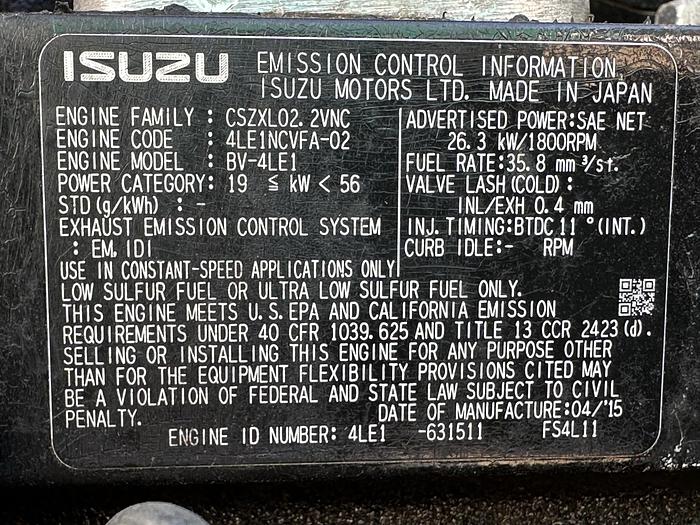 ISUZU EMISSION CONTROL INFORMATION
ISUZU MOTORS LTD. MADE IN JAPAN
ENGINE FAMILY : CSZXL02.2VNC
ENGINE CODE : 4LE1NCVFA-02
ENGINE MODEL : BV-4LE1
POWER CATEGORY: 19 ≦ kW < 56
STD (g/kWh) : -
EXHAUST EMISSION CONTROL SYSTEM
: EM, IDI
USE IN CONSTANT-SPEED APPLICATIONS ONLY
ADVERTISED POWER:SAE NET
26.3 kW/1800RPM
FUEL RATE:35.8 mm³/st.
VALVE LASH (COLD) :
INL/EXH 0.4 mm
INJ. TIMING:BTDC 11 ° (INT.)
CURB IDLE:- RPM
LOW SULFUR FUEL OR ULTRA LOW SULFUR FUEL ONLY.
THIS ENGINE MEETS U.S. EPA AND CALIFORNIA EMISSION
REQUIREMENTS UNDER 40 CFR 1039.625 AND TITLE 13 CCR 2423 (d).
SELLING OR INSTALLING THIS ENGINE FOR ANY PURPOSE OTHER
THAN FOR THE EQUIPMENT FLEXIBILITY PROVISIONS CITED MAY
BE A VIOLATION OF FEDERAL AND STATE LAW SUBJECT TO CIVIL
PENALTY. DATE OF MANUFACTURE:04/'15
ENGINE ID NUMBER: 4LE1 -631511 FS4L11